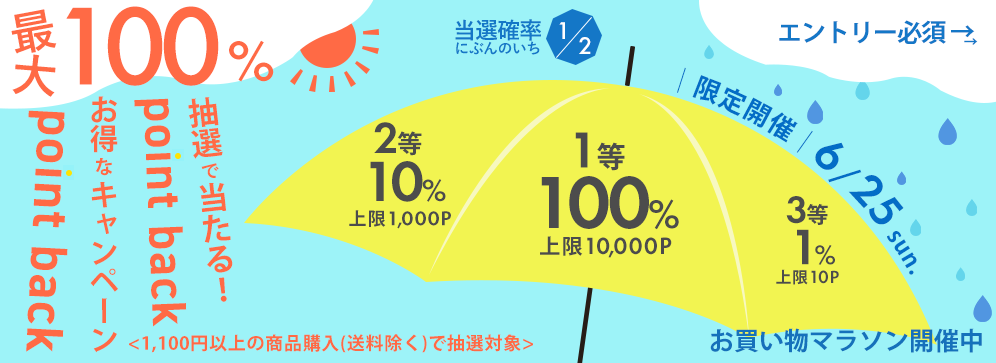 最大100%
point back
お得なキャンペーン
point back
抽選で当たる！
当選確率
にぶんのいち
1/2
エントリー必須→
限定開催
6/25 sun.
2等
10%
上限1,000P
1等
100%
上限10,000P
3等
1%
上限10P
<1,100円以上の商品購入(送料除く)で抽選対象>
お買い物マラソン開催中